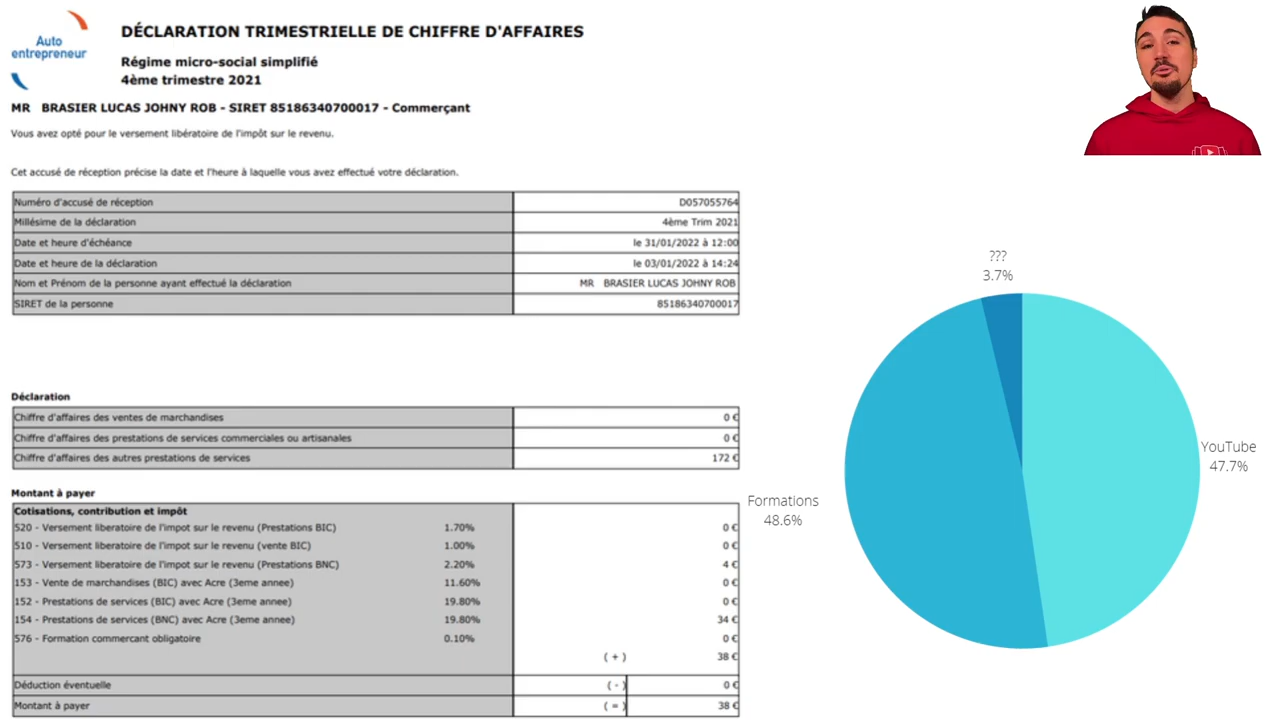 Auto
entrepreneur
DÉCLARATION TRIMESTRIELLE DE CHIFFRE D'AFFAIRES
Régime micro-social simplifié
4ème trimestre 2021
MR BRASIER LUCAS JOHNY ROB - SIRET 85186340700017 - Commerçant
Vous avez opté pour le versement libératoire de l'impôt sur le revenu.
Cet accusé de réception précise la date et l'heure à laquelle vous avez effectué votre déclaration.
Numéro d'accusé de réception D057055764
Millésime de la déclaration 4ème Trim 2021
Date et heure d'échéance le 31/01/2022 à 12:00
Date et heure de la déclaration le 03/01/2022 à 14:24
Nom et Prénom de la personne ayant effectué la déclaration MR BRASIER LUCAS JOHNY ROB
SIRET de la personne 85186340700017
Déclaration
Chiffre d'affaires des ventes de marchandises 0 €
Chiffre d'affaires des prestations de services commerciales ou artisanales 0 €
Chiffre d'affaires des autres prestations de services 172 €
Montant à payer
Cotisations, contribution et impôt
520 - Versement liberatoire de l'impot sur le revenu (Prestations BIC) 1.70% 0 €
510 - Versement liberatoire de l'impot sur le revenu (vente BIC) 1.00% 0 €
573 - Versement liberatoire de l'impot sur le revenu (Prestations BNC) 2.20% 4 €
153 - Vente de marchandises (BIC) avec Acre (3eme annee) 11.60% 0 €
152 - Prestations de services (BIC) avec Acre (3eme annee) 19.80% 0 €
154 - Prestations de services (BNC) avec Acre (3eme annee) 19.80% 34 €
576 - Formation commercant obligatoire 0.10% 0 €
( + ) 38 €
Déduction éventuelle ( - ) 0 €
Montant à payer ( = ) 38 €
???
3.7%
YouTube
47.7%
Formations
48.6%